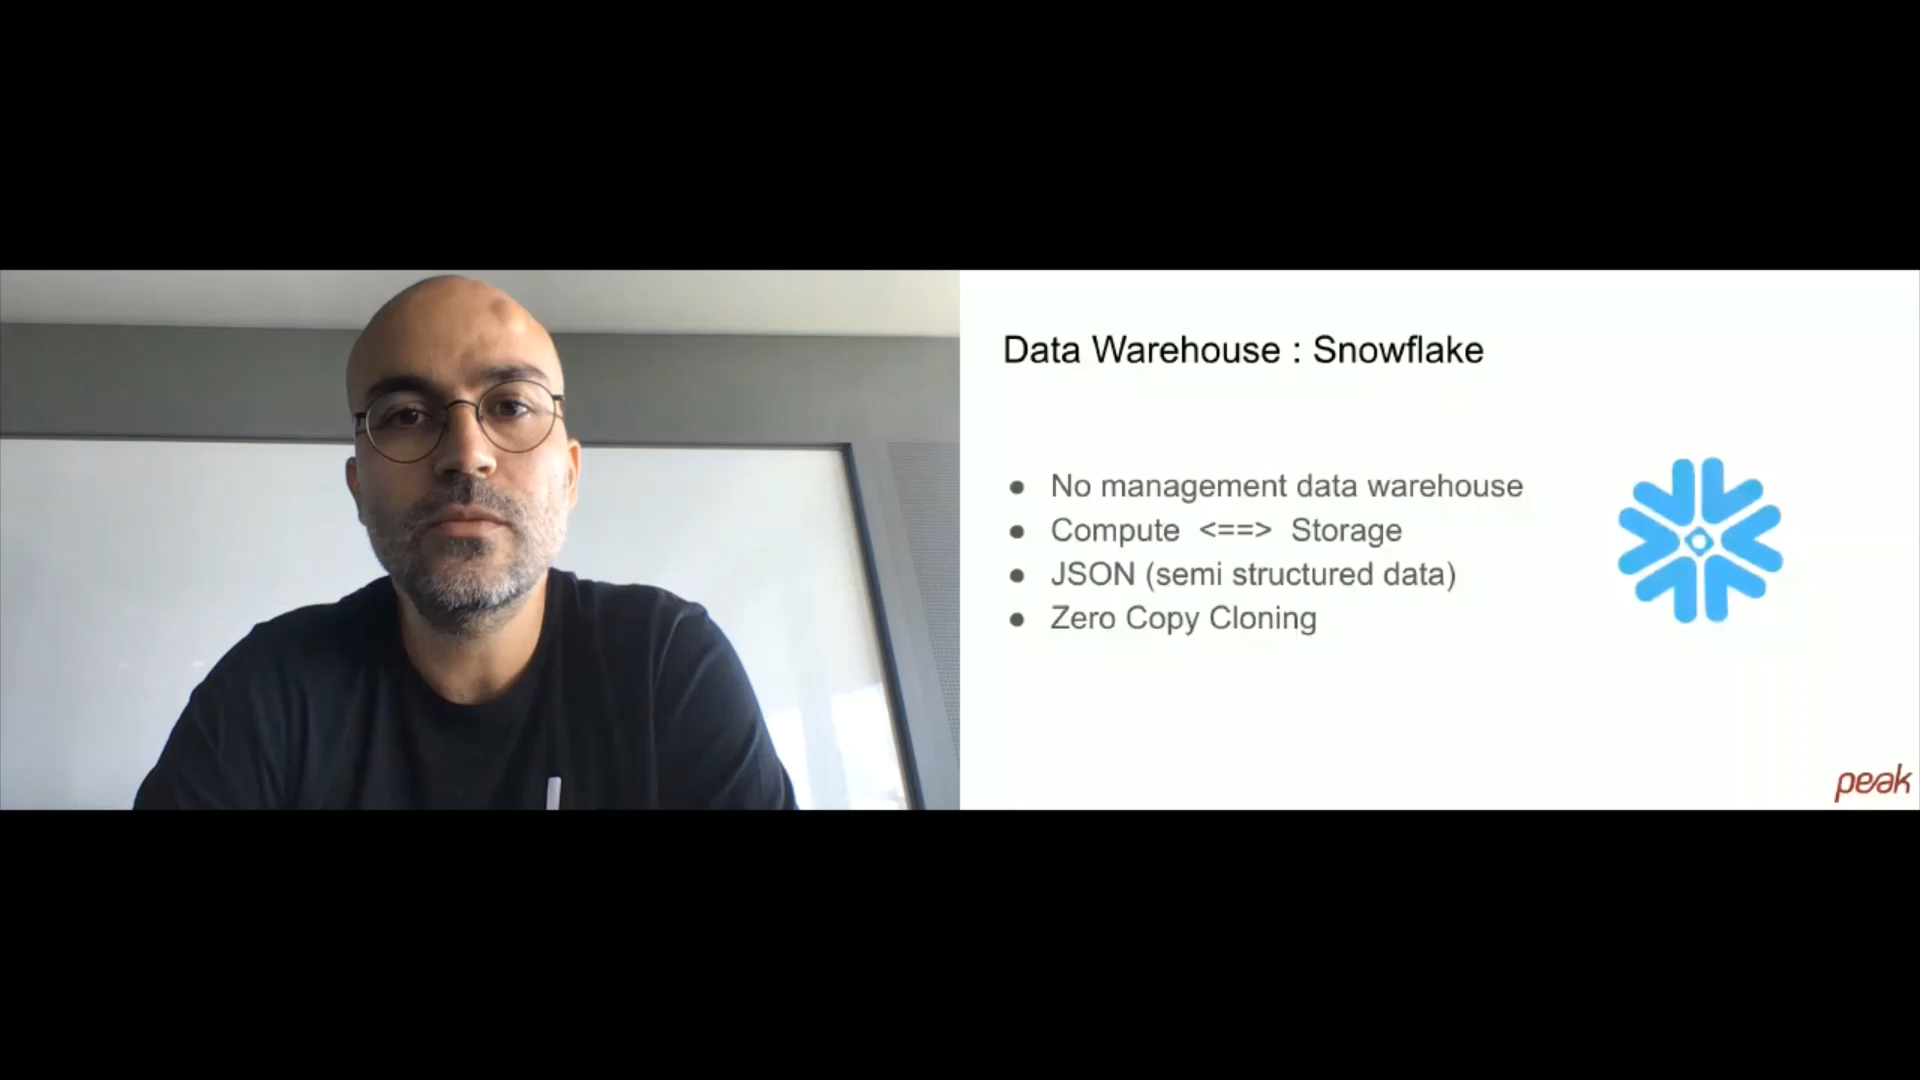 Data Warehouse : Snowflake
● No management data warehouse
● Compute <==> Storage
● JSON (semi structured data)
● Zero Copy Cloning
peak